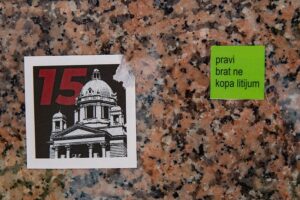 15
pravi
brat ne
kopa litijum